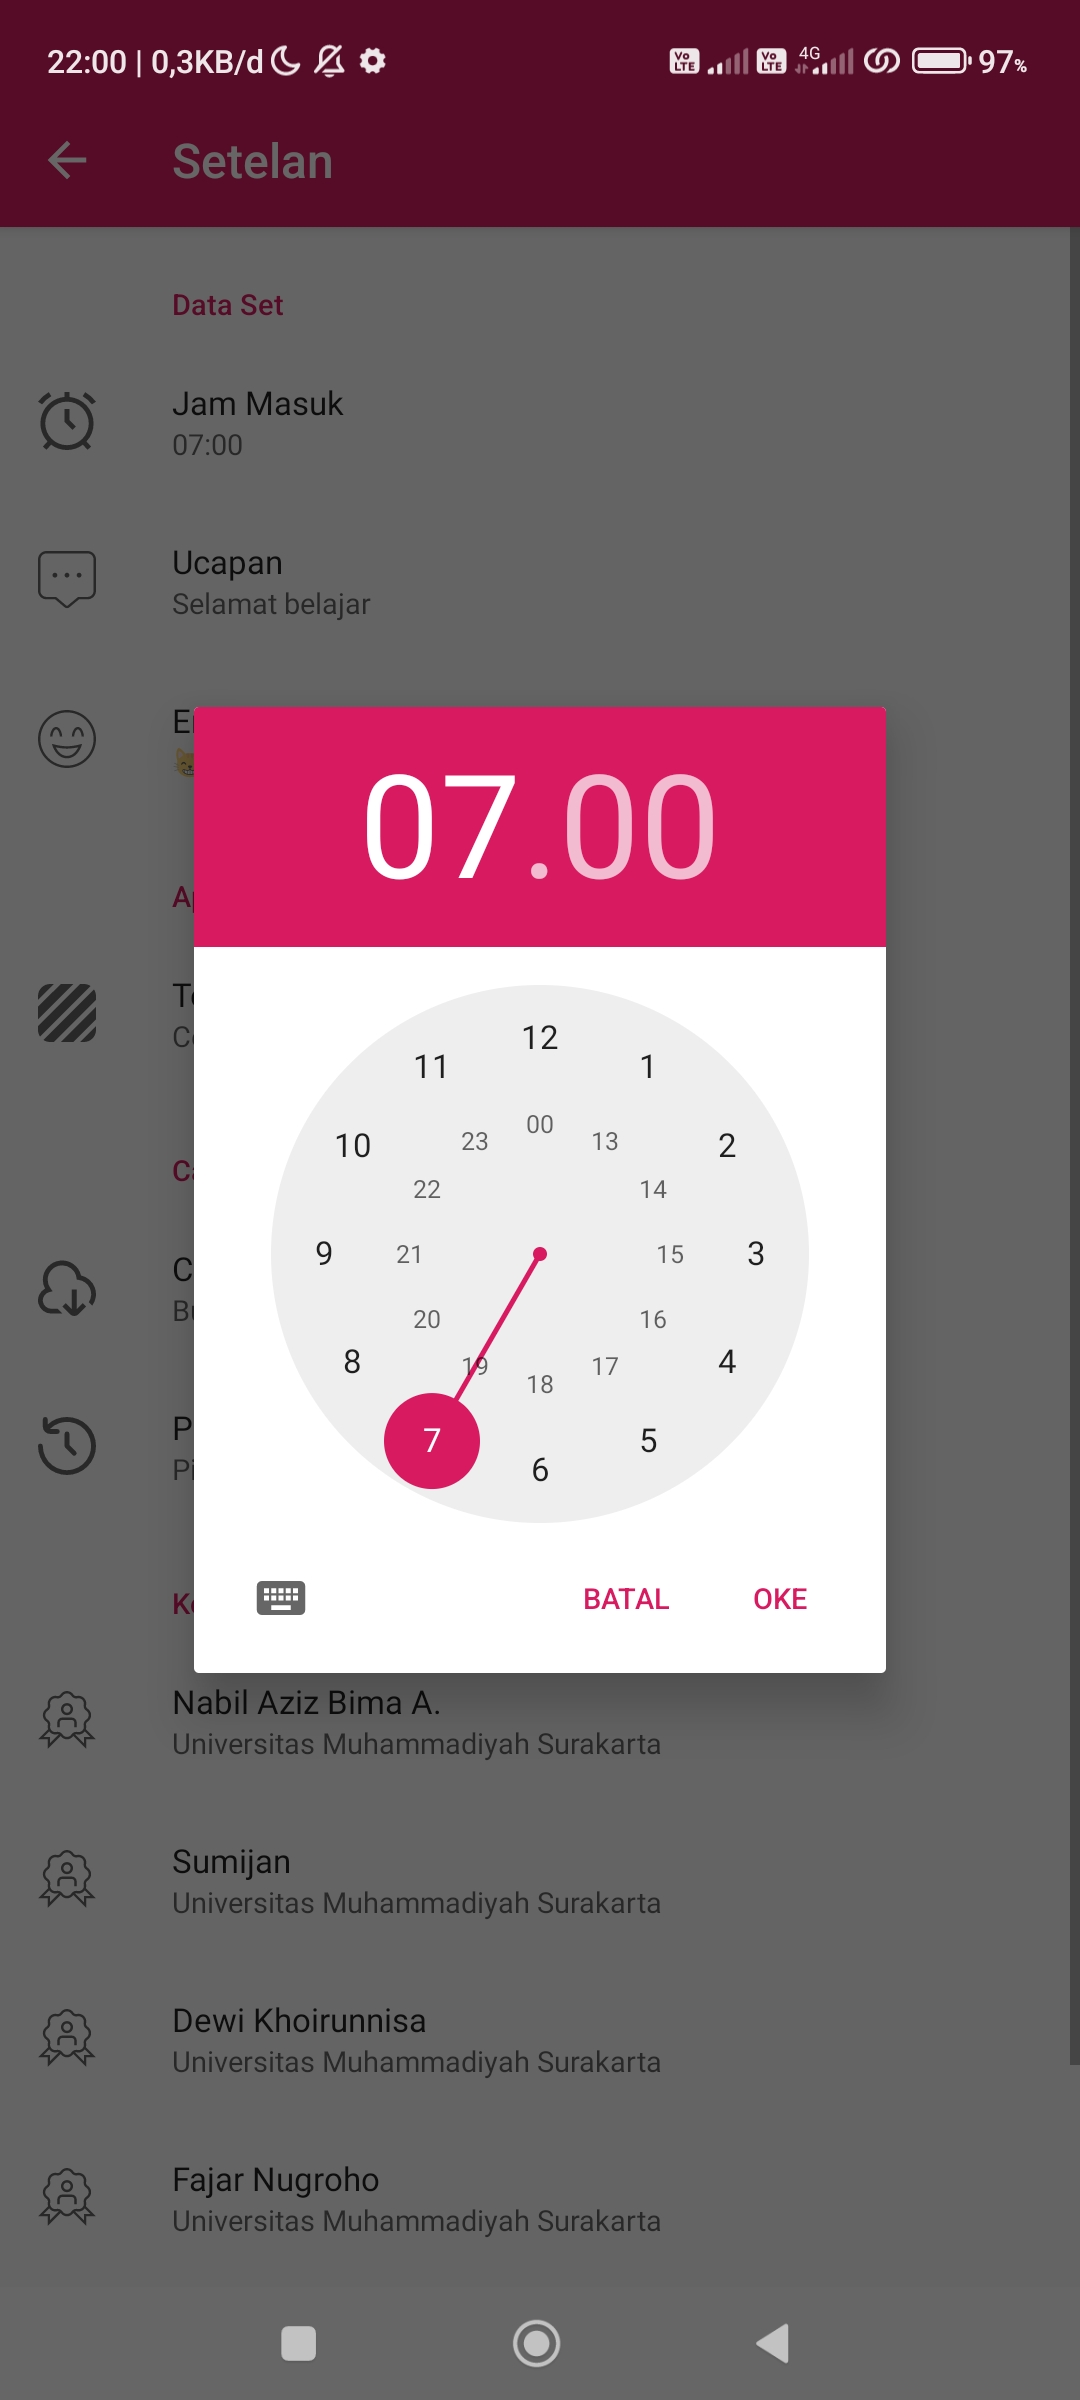 22:00 | 0,3KB/d
Vo LTE
Vo LTE
4G
97%
Setelan
Data Set
Jam Masuk
07:00
Ucapan
Selamat belajar
07.00
12
11
1
00
23
13
10
2
22
14
9
21
15
3
20
16
8
19
17
4
18
7
5
6
BATAL
OKE
Nabil Aziz Bima A.
Universitas Muhammadiyah Surakarta
Sumijan
Universitas Muhammadiyah Surakarta
Dewi Khoirunnisa
Universitas Muhammadiyah Surakarta
Fajar Nugroho
Universitas Muhammadiyah Surakarta